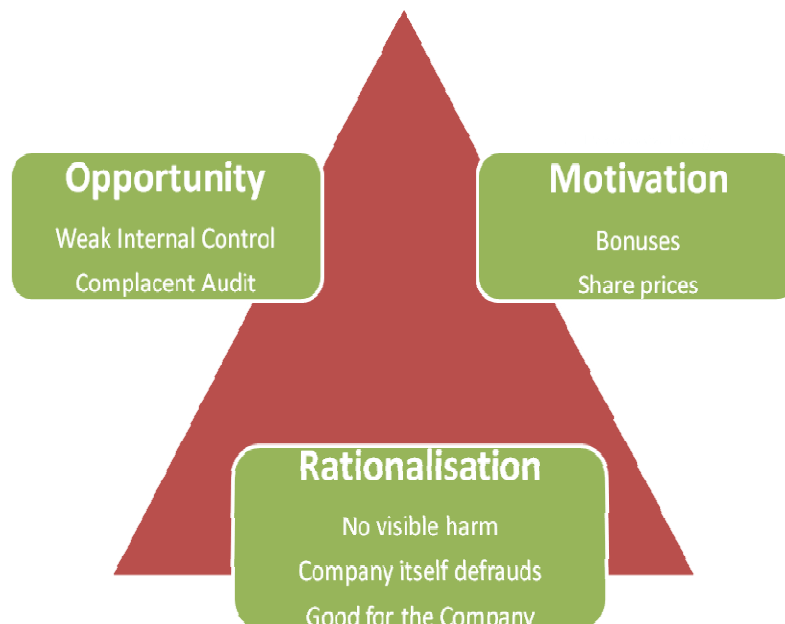 Opportunity
Weak Internal Control
Complacent Audit
Motivation
Bonuses
Share prices
Rationalisation
No visible harm
Company itself defrauds
Good for the Company